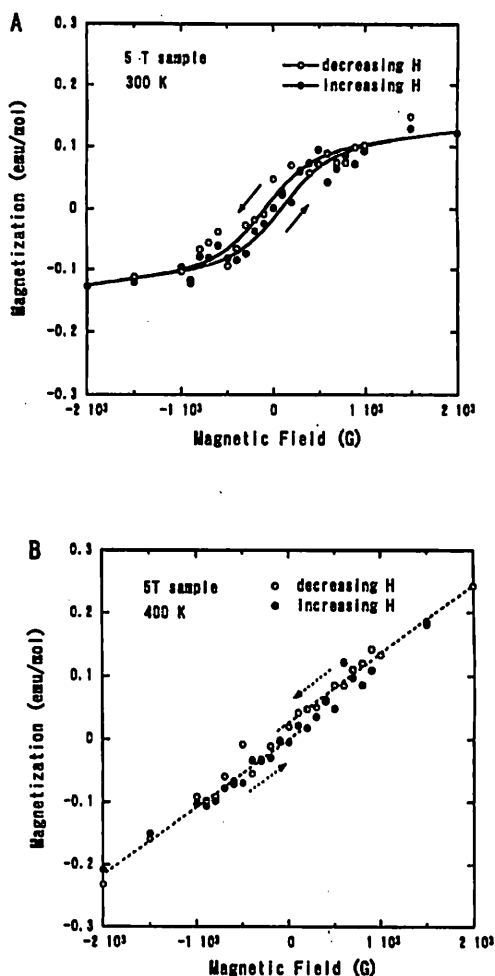 A
0.3
0.2
0.1
0
-0.1
-0.2
-0.3
Magnetization (emu/mol)
5 T sample
300 K
decreasing H
Increasing H
-2 10³
-1 10³
0
1 10³
2 10³
Magnetic Field (G)
B
0.3
0.2
0.1
0
-0.1
-0.2
-0.3
Magnetization (emu/mol)
5T sample
400 K
decreasing H
Increasing H
-2 10³
-1 10³
0
1 10³
2 10³
Magnetic Field (G)